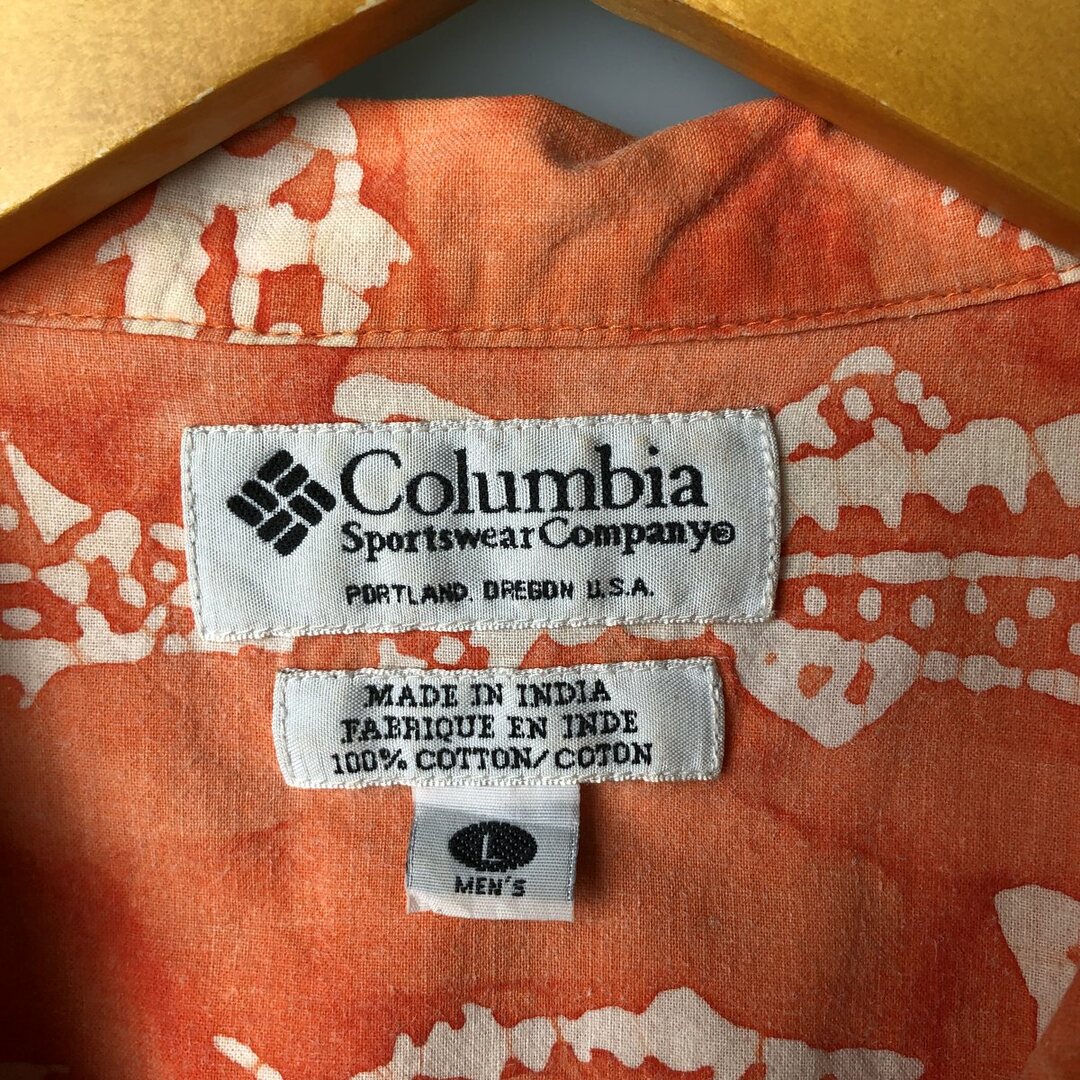 Columbia
Sportswear Company®
PORTLAND. OREGON U.S.A.
MADE IN INDIA
FABRIQUE EN INDE
100% COTTON/COTON
L
MEN'S